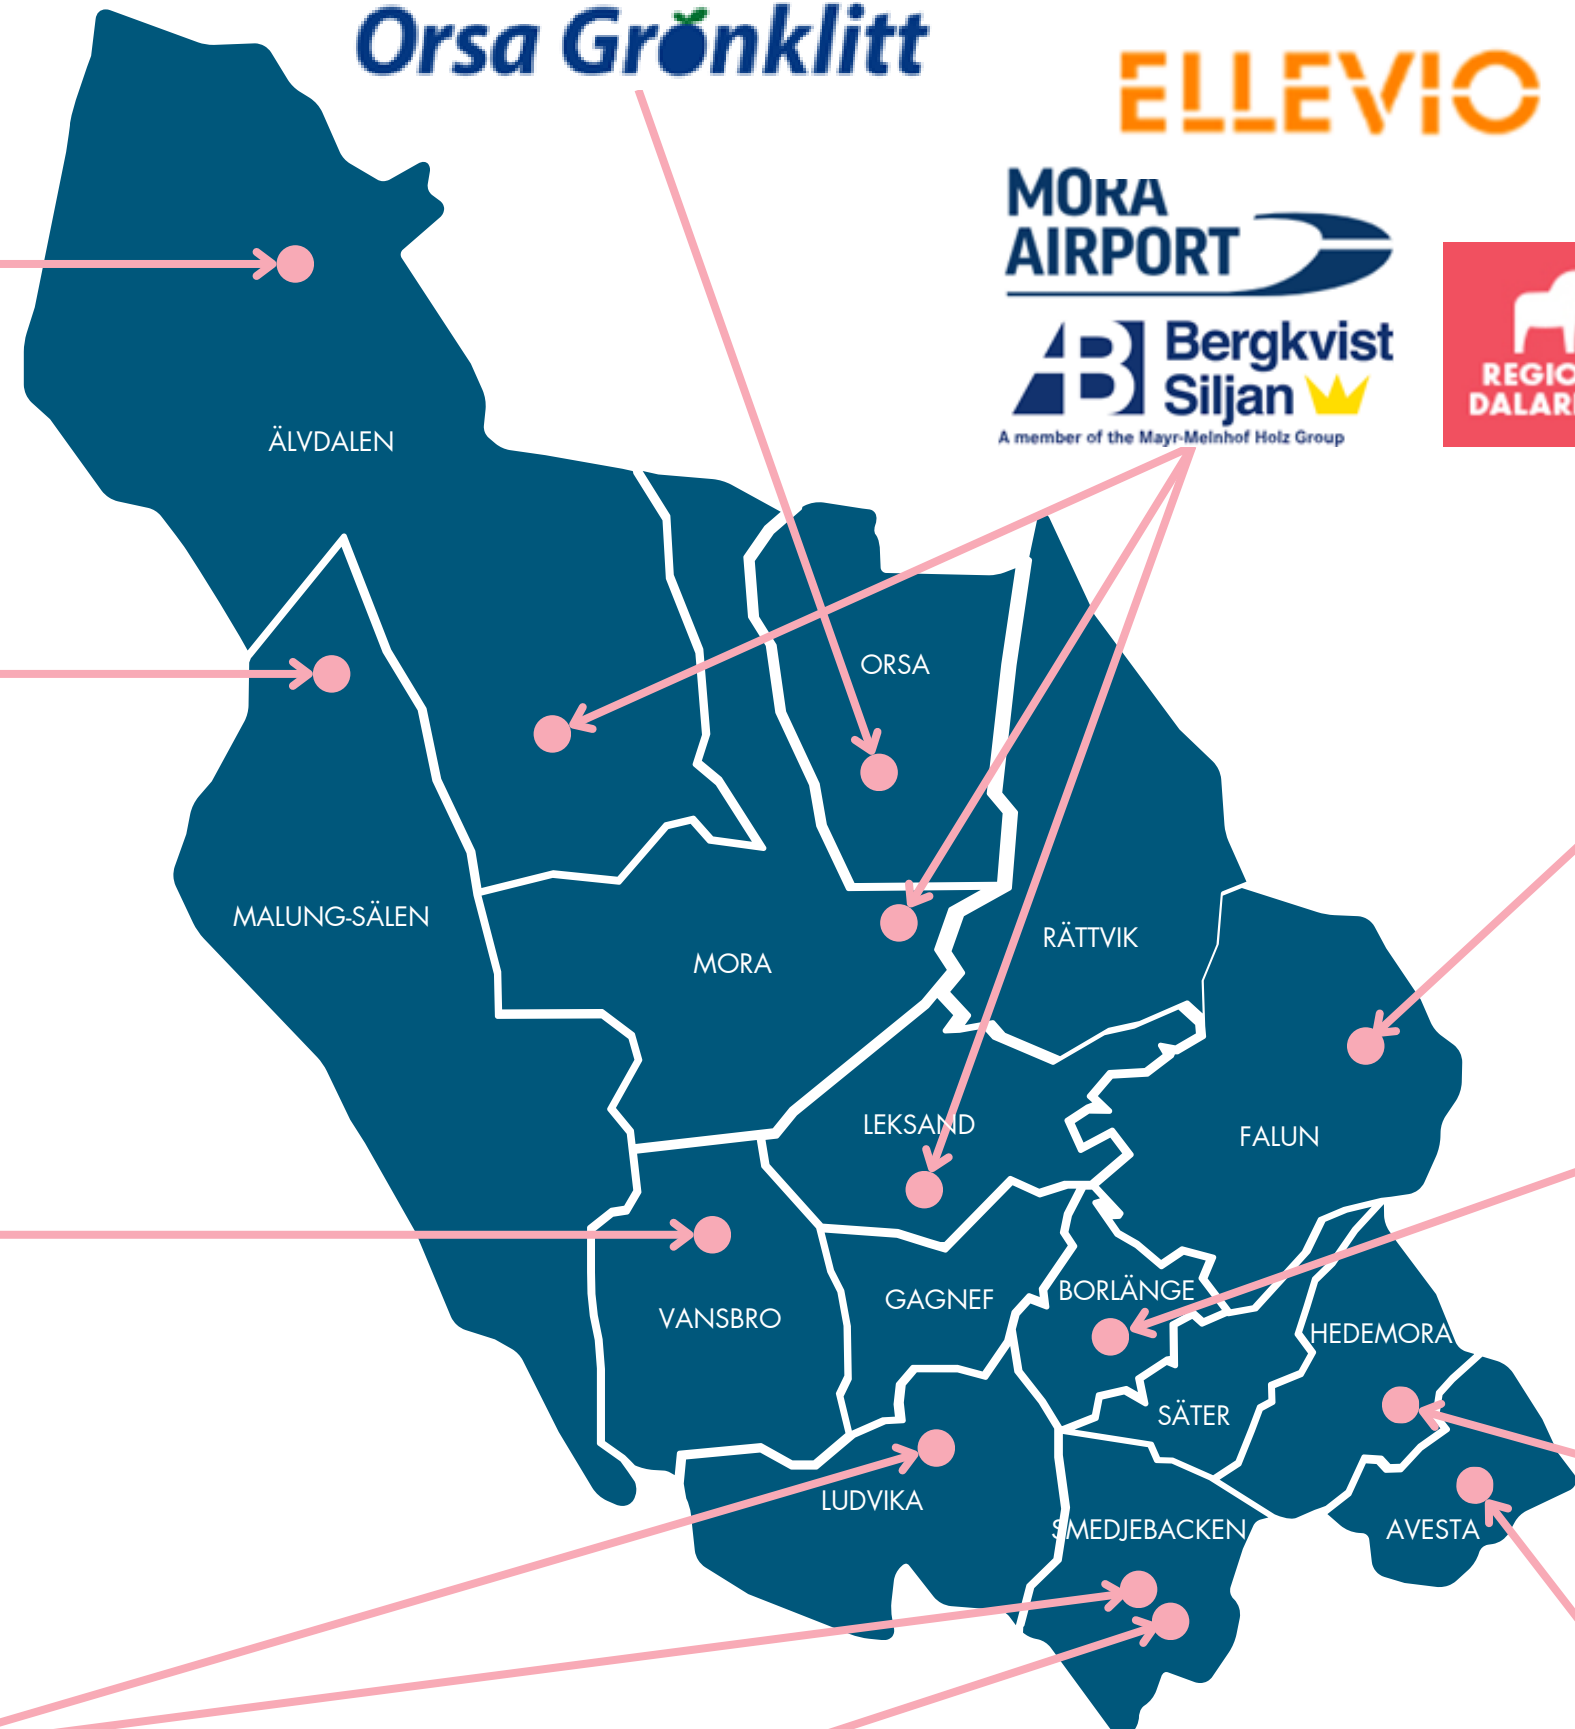 Orsa Grönklitt
ELLEVIO
MORA
AIRPORT
Bergkvist
Siljan
A member of the Mayr-Melnhof Holz Group
ÄLVDALEN
ORSA
MALUNG-SÄLEN
MORA
RÄTTVIK
LEKSAND
FALUN
VANSBRO
GAGNEF
BORLÄNGE
HEDEMORA
SÄTER
LUDVIKA
SMEDJEBACKEN
AVESTA